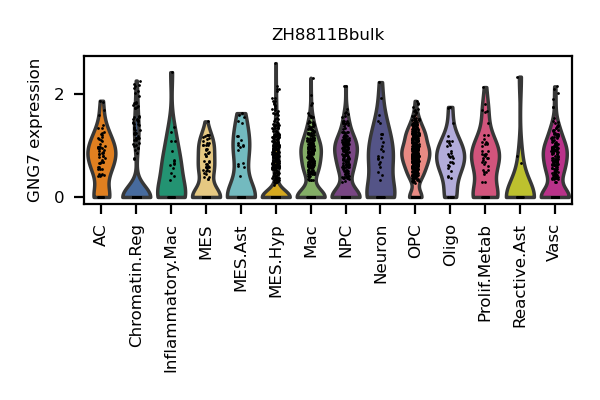 ZH8811Bbulk
GNG7 expression
2
0
AC
Chromatin.Reg
Inflammatory.Mac
MES
MES.Ast
MES.Hyp
Mac
NPC
Neuron
OPC
Oligo
Prolif.Metab
Reactive.Ast
Vasc